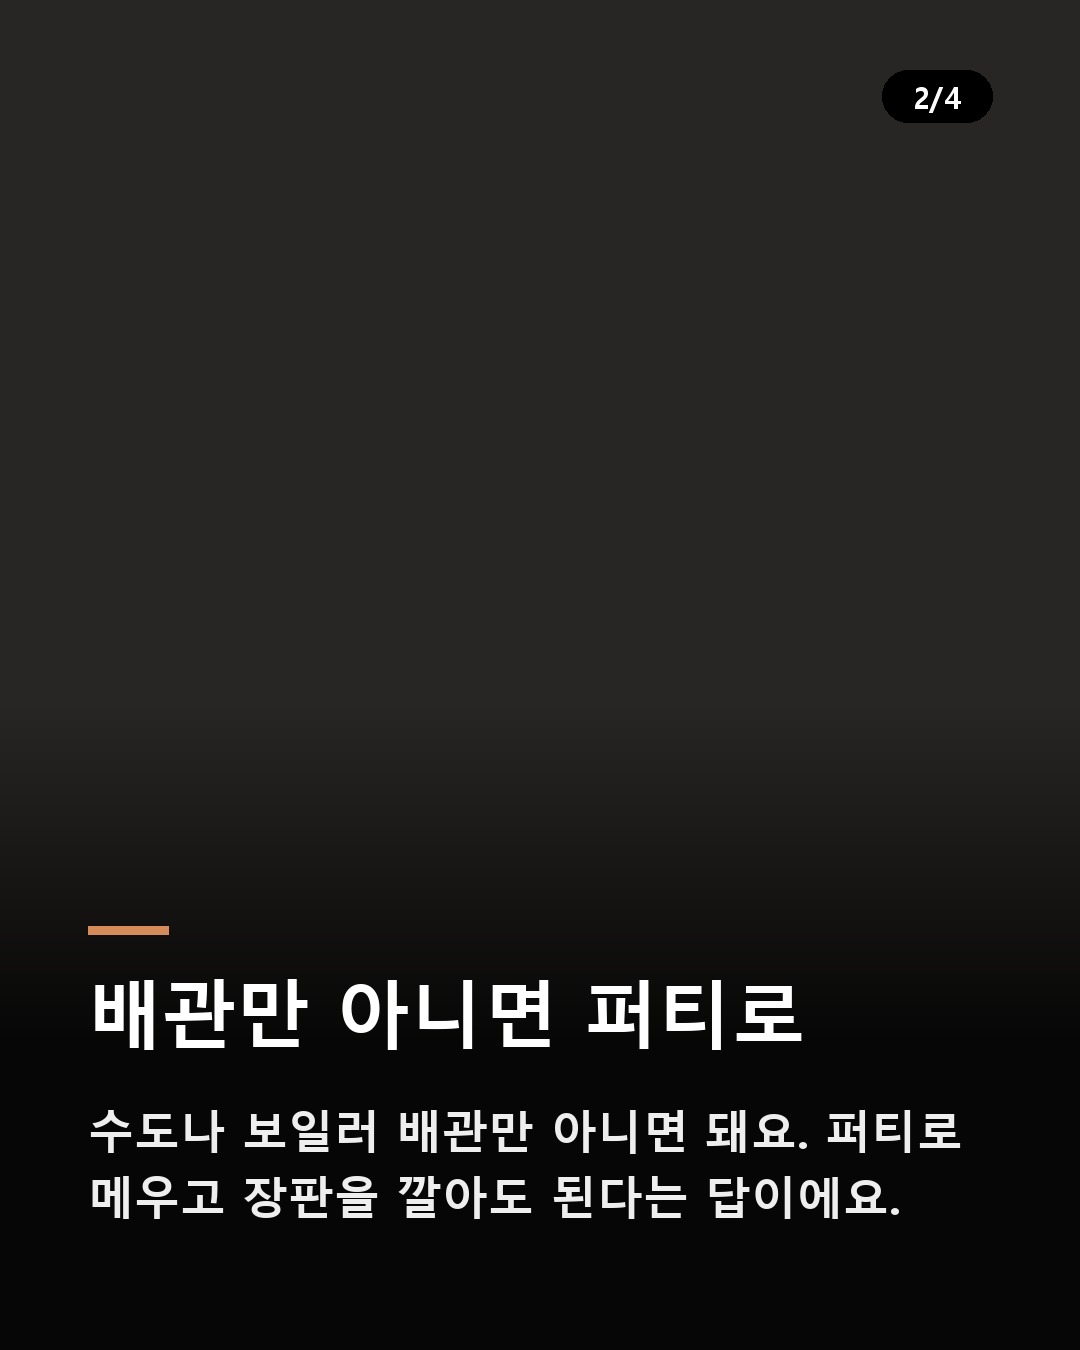 2/4
배관만 아니면 퍼티로
수도나 보일러 배관만 아니면 돼요. 퍼티로
메우고 장판을 깔아도 된다는 답이에요.